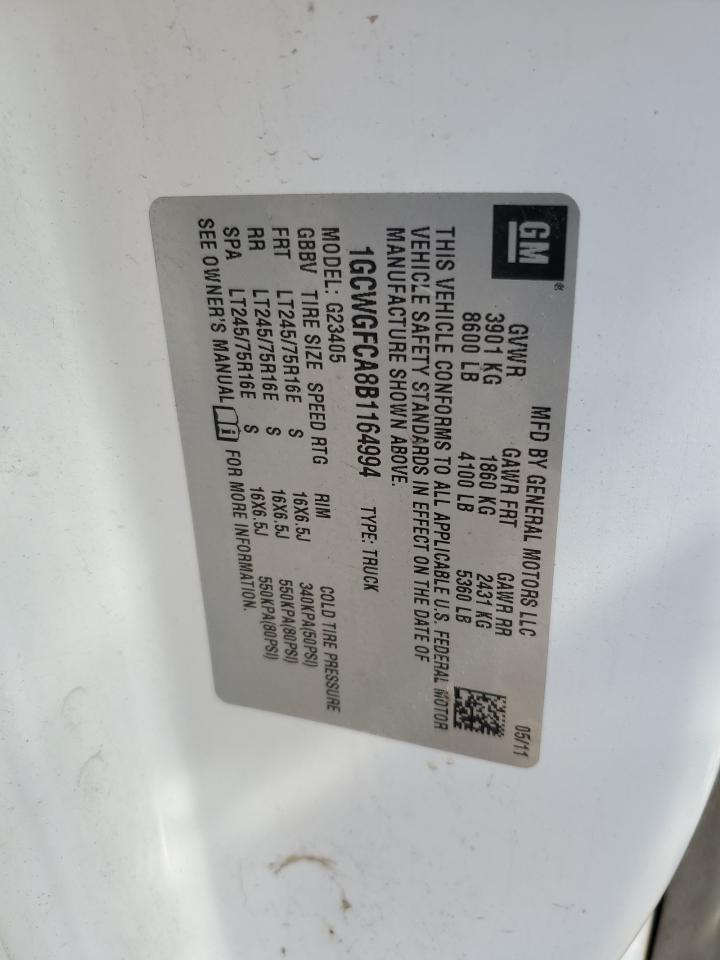 GM
®
MFD BY GENERAL MOTORS LLC
05/11
GVWR GAWR FRT GAWR RR
3901 KG 1860 KG 2431 KG
8600 LB 4100 LB 5360 LB
THIS VEHICLE CONFORMS TO ALL APPLICABLE U.S. FEDERAL MOTOR
VEHICLE SAFETY STANDARDS IN EFFECT ON THE DATE OF
MANUFACTURE SHOWN ABOVE.
1GCWGFCA8B1164994 TYPE: TRUCK
MODEL: G23405
GBBV TIRE SIZE SPEED RTG RIM COLD TIRE PRESSURE
FRT LT245/75R16E S 16X6.5J 340KPA(50PSI)
RR LT245/75R16E S 16X6.5J 550KPA(80PSI)
SPA LT245/75R16E S 16X6.5J 550KPA(80PSI)
SEE OWNER'S MANUAL FOR MORE INFORMATION.